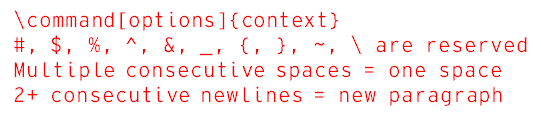 \command[options]{context}
#, $, %, ^, &, _, {, }, ~, \ are reserved
Multiple consecutive spaces = one space
2+ consecutive newlines = new paragraph